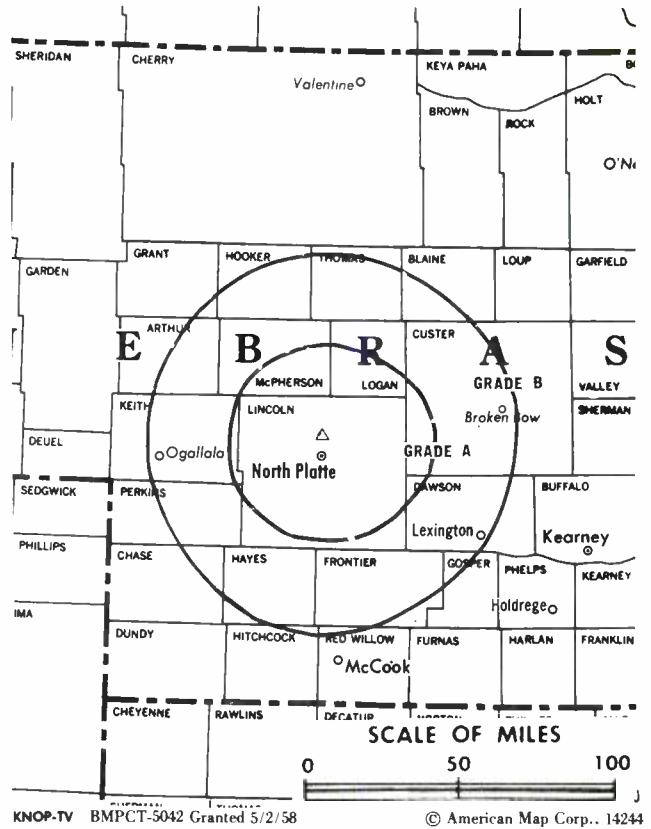 SHERIDAN CHERRY KEYA PAHA
Valentine
BROWN HOLT
ROCK
GRANT HOOKER THOMAS BLAINE LOUP GARFIELD
GARDEN
ARTHUR CUSTER
E B R A S
McPHERSON LOGAN GRADE B VALLEY
KEITH LINCOLN Broken Bow SHERMAN
DEUEL Ogallala GRADE A
North Platte
SEDGWICK PERKINS DAWSON BUFFALO
Lexington Kearney
PHILLIPS CHASE HAYES FRONTIER GOSPER PHELPS KEARNEY
IMA Holdrege
DUNDY HITCHCOCK RED WILLOW FURNAS HARLAN FRANKLIN
McCook
CHEYENNE RAWLINS DECATUR
SCALE OF MILES
0 50 100
KNOP-TV BMPCT-5042 Granted 5/2/58 © American Map Corp.. 14244